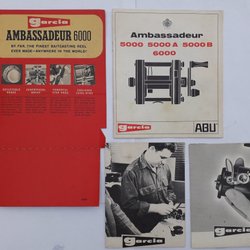 garcia
AMBASSADEUR 6000
BY FAR, THE FINEST BAITCASTING REEL
EVER MADE—ANYWHERE IN THE WORLD!
Ambassadeur
5000 5000 A 5000 B
6000
garcia
ABU
garcia
garcia